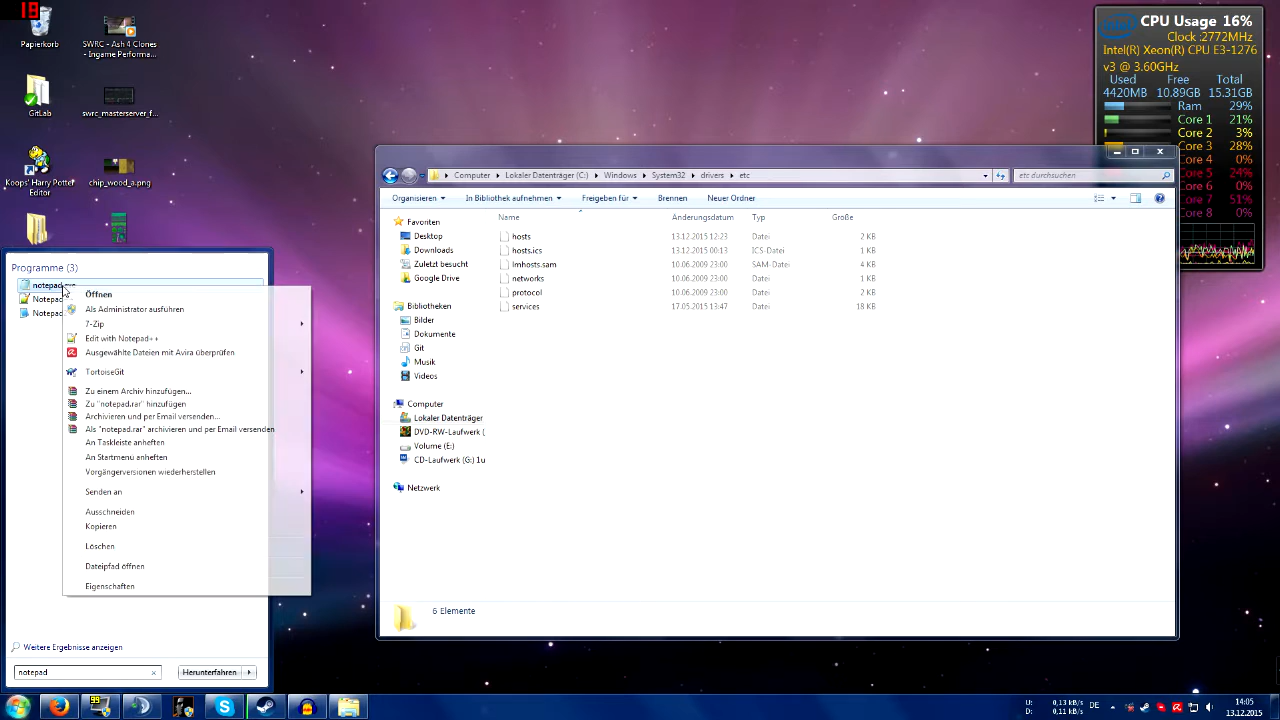 19
Papierkorb
SWRC - Ash 4 Clones
- Ingame Performa...
GitLab
swrc_masterserver_f...
Koops' Harry Potter
Editor
chip_wood_a.png
CPU Usage 16%
Clock :2772MHz
Intel(R) Xeon(R) CPU E3-1276
v3 @ 3.60GHz
Used Free Total
4420MB 10.89GB 15.31GB
Ram 29%
Core 1 21%
Core 2 3%
Core 3 28%
Core 4 0%
Core 5 24%
Core 6 0%
Core 7 51%
Core 8 0%
Computer Lokaler Datenträger (C:) Windows System32 drivers etc
etc durchsuchen
Organisieren In Bibliothek aufnehmen Freigeben für Brennen Neuer Ordner
Name Änderungsdatum Typ Größe
hosts 13.12.2015 12:23 Datei 2 KB
hosts.ics 13.12.2015 00:13 ICS-Datei 1 KB
lmhosts.sam 10.06.2009 23:00 SAM-Datei 4 KB
networks 10.06.2009 23:00 Datei 1 KB
protocol 10.06.2009 23:00 Datei 2 KB
services 17.05.2015 13:47 Datei 18 KB
Favoriten
Desktop
Downloads
Zuletzt besucht
Google Drive
Bibliotheken
Bilder
Dokumente
Git
Musik
Videos
Computer
Lokaler Datenträger
DVD-RW-Laufwerk (
Volume (E:)
CD-Laufwerk (G:) 1u
Netzwerk
6 Elemente
Programme (3)
notepad
Notepad
Notepad
Öffnen
Als Administrator ausführen
7-Zip
Edit with Notepad++
Ausgewählte Dateien mit Avira überprüfen
TortoiseGit
Zu einem Archiv hinzufügen...
Zu "notepad.rar" hinzufügen
Archivieren und per Email versenden...
Als "notepad.rar" archivieren und per Email versenden
An Taskleiste anheften
An Startmenü anheften
Vorgängerversionen wiederherstellen
Senden an
Ausschneiden
Kopieren
Löschen
Dateipfad öffnen
Eigenschaften
Weitere Ergebnisse anzeigen
notepad
Herunterfahren
99
U: 0,13 kB/s
D: 0,11 kB/s
DE
14:05
13.12.2015